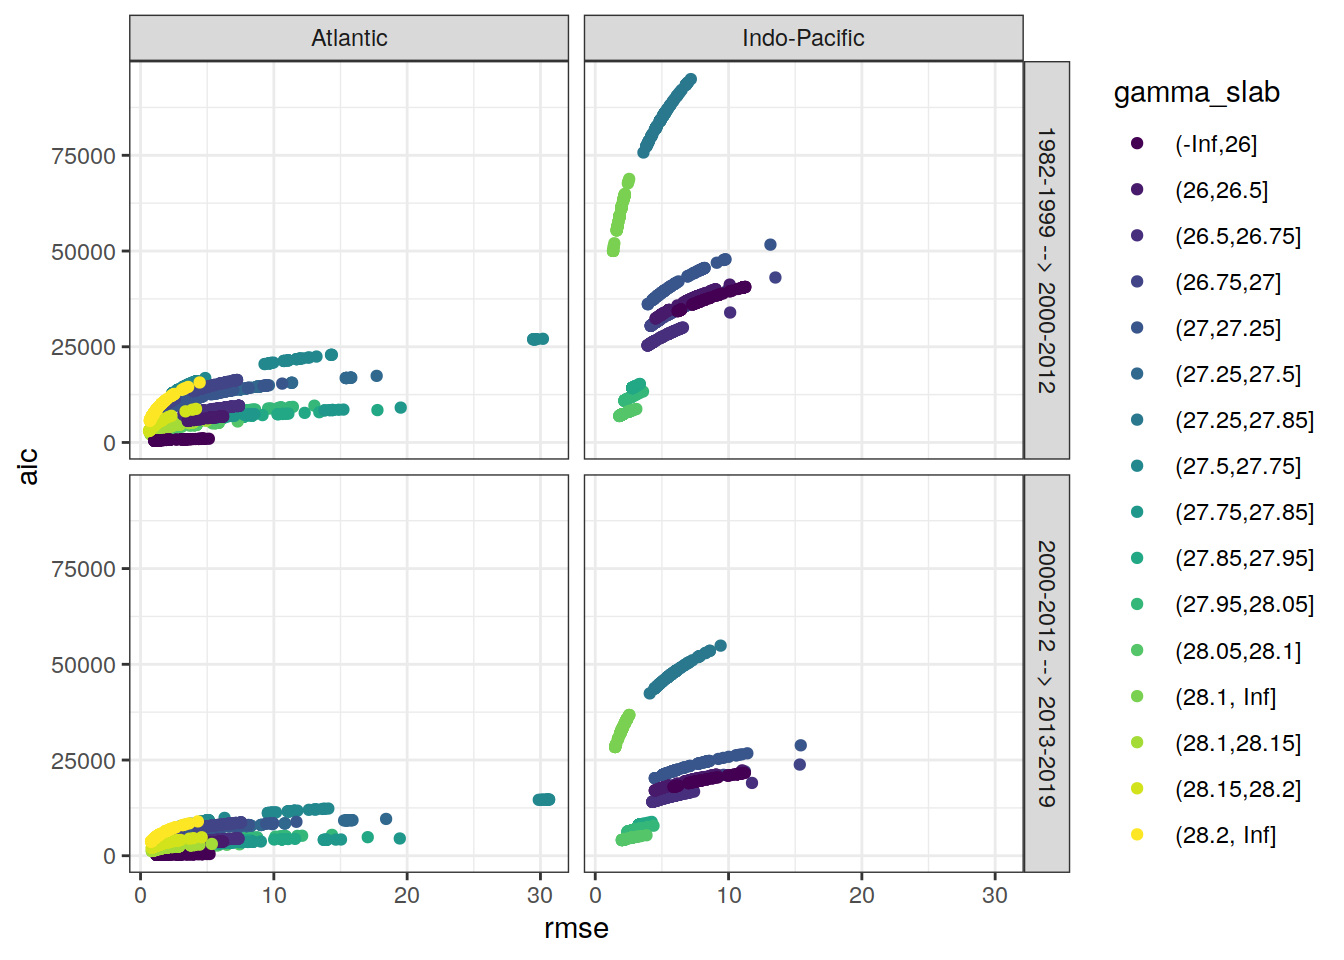 Atlantic
Indo-Pacific
75000
50000
25000
0
1982-1999 --> 2000-2012
75000
50000
25000
0
2000-2012 --> 2013-2019
0
10
20
30
0
10
20
30
aic
rmse
gamma_slab
(-Inf,26]
(26,26.5]
(26.5,26.75]
(26.75,27]
(27,27.25]
(27.25,27.5]
(27.25,27.85]
(27.5,27.75]
(27.75,27.85]
(27.85,27.95]
(27.95,28.05]
(28.05,28.1]
(28.1, Inf]
(28.1,28.15]
(28.15,28.2]
(28.2, Inf]